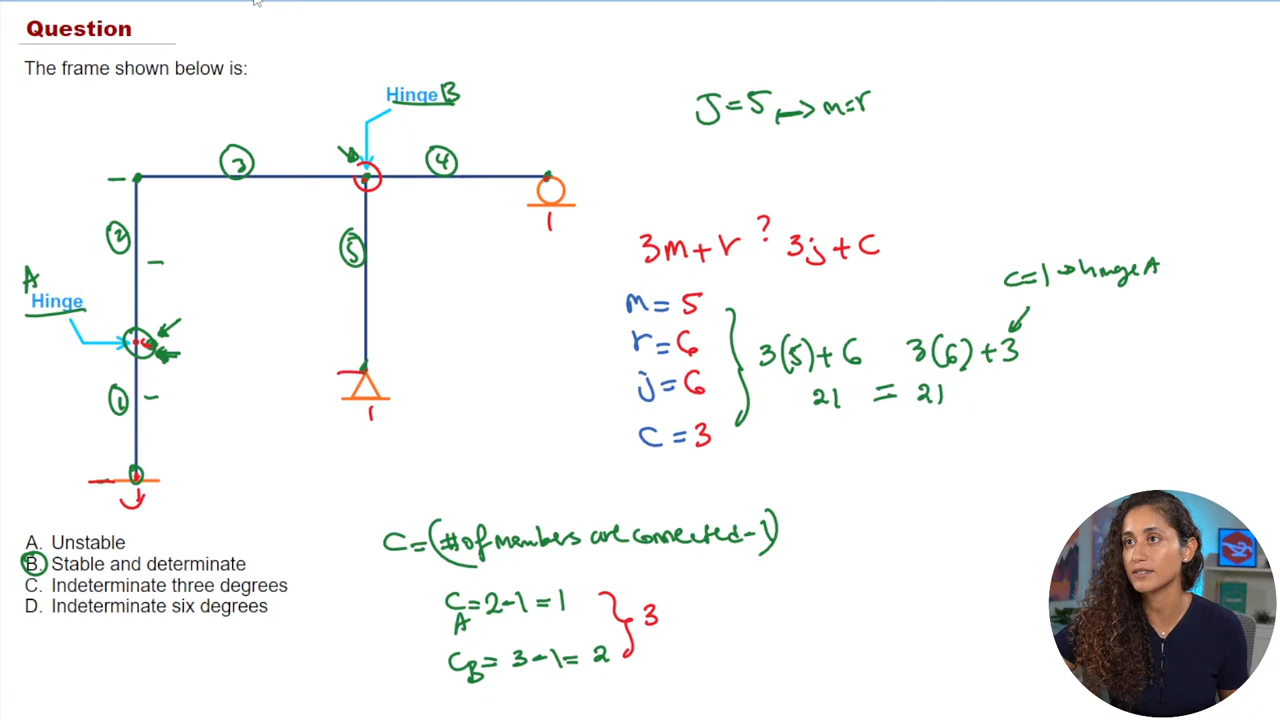 Question
The frame shown below is:
Hinge B
J=5 → m=r
3
4
1
2
5
3m+r ? 3j+C
C=1 → hinge A
A
Hinge
m = 5
r = 6
j = 6
C = 3
3(5)+6 3(6)+3
21 = 21
1
1
A. Unstable
B. Stable and determinate
C. Indeterminate three degrees
D. Indeterminate six degrees
C=(# of members are connected-1)
C_A=2-1=1
C_B=3-1=2
3